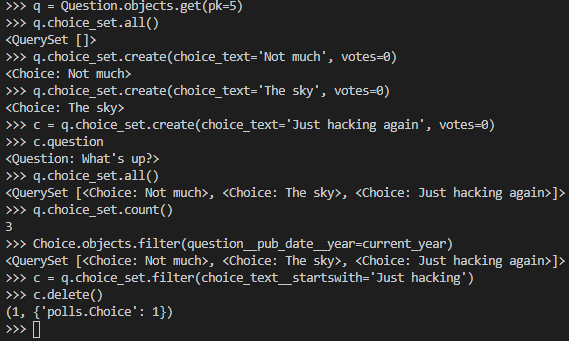 >>> q = Question.objects.get(pk=5)
>>> q.choice_set.all()
<QuerySet []>
>>> q.choice_set.create(choice_text='Not much', votes=0)
<Choice: Not much>
>>> q.choice_set.create(choice_text='The sky', votes=0)
<Choice: The sky>
>>> c = q.choice_set.create(choice_text='Just hacking again', votes=0)
>>> c.question
<Question: What's up?>
>>> q.choice_set.all()
<QuerySet [<Choice: Not much>, <Choice: The sky>, <Choice: Just hacking again>]>
>>> q.choice_set.count()
3
>>> Choice.objects.filter(question__pub_date__year=current_year)
<QuerySet [<Choice: Not much>, <Choice: The sky>, <Choice: Just hacking again>]>
>>> c = q.choice_set.filter(choice_text__startswith='Just hacking')
>>> c.delete()
(1, {'polls.Choice': 1})
>>>